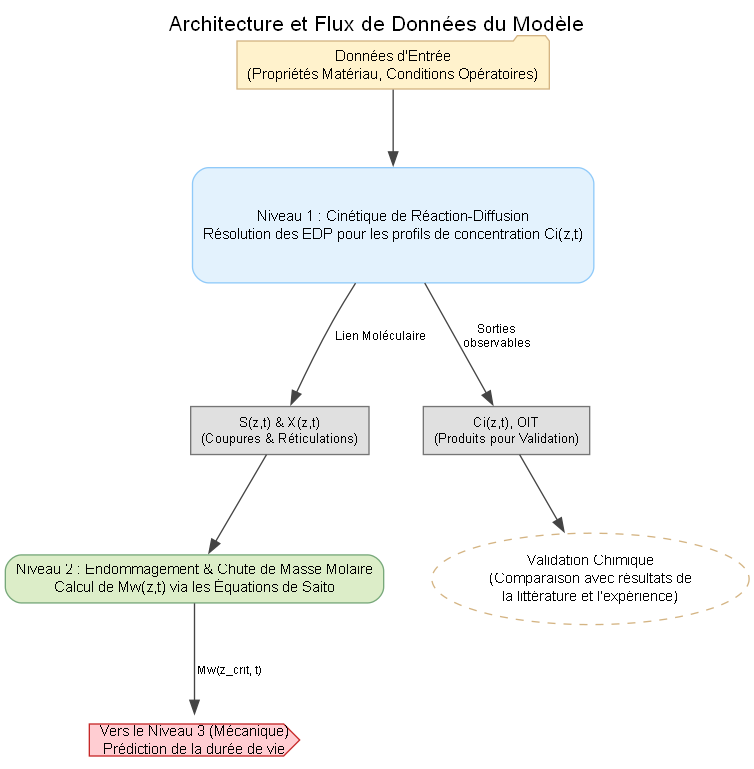 Architecture et Flux de Données du Modèle
Données d'Entrée
(Propriétés Matériau, Conditions Opératoires)
Niveau 1 : Cinétique de Réaction-Diffusion
Résolution des EDP pour les profils de concentration Ci(z,t)
Lien Moléculaire
Sorties
observables
S(z,t) & X(z,t)
(Coupures & Réticulations)
Ci(z,t), OIT
(Produits pour Validation)
Niveau 2 : Endommagement & Chute de Masse Molaire
Calcul de Mw(z,t) via les Équations de Saito
Validation Chimique
(Comparaison avec résultats de
la littérature et l'expérience)
Mw(z_crit, t)
Vers le Niveau 3 (Mécanique)
Prédiction de la durée de vie